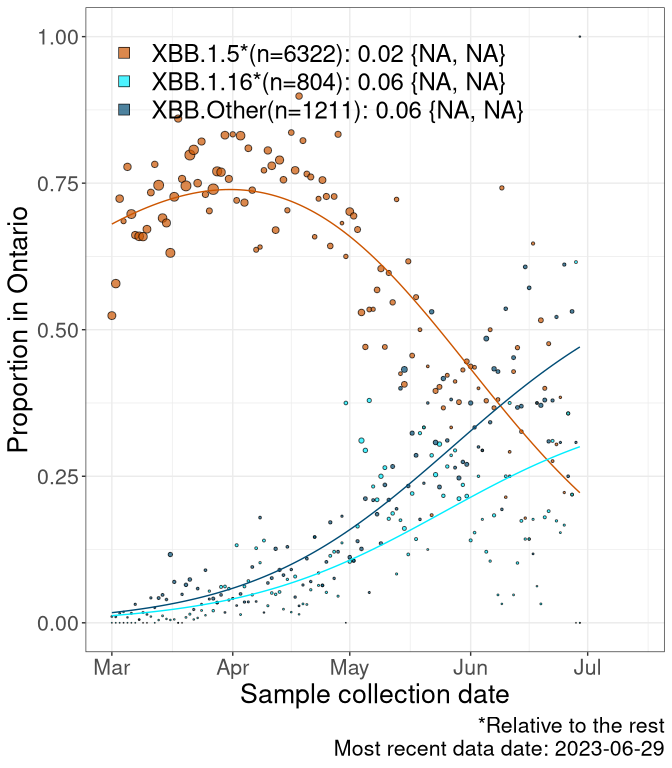 XBB.1.5*(n=6322): 0.02 {NA, NA}
XBB.1.16*(n=804): 0.06 {NA, NA}
XBB.Other(n=1211): 0.06 {NA, NA}
1.00
0.75
0.50
0.25
0.00
Proportion in Ontario
Mar Apr May Jun Jul
Sample collection date
*Relative to the rest
Most recent data date: 2023-06-29